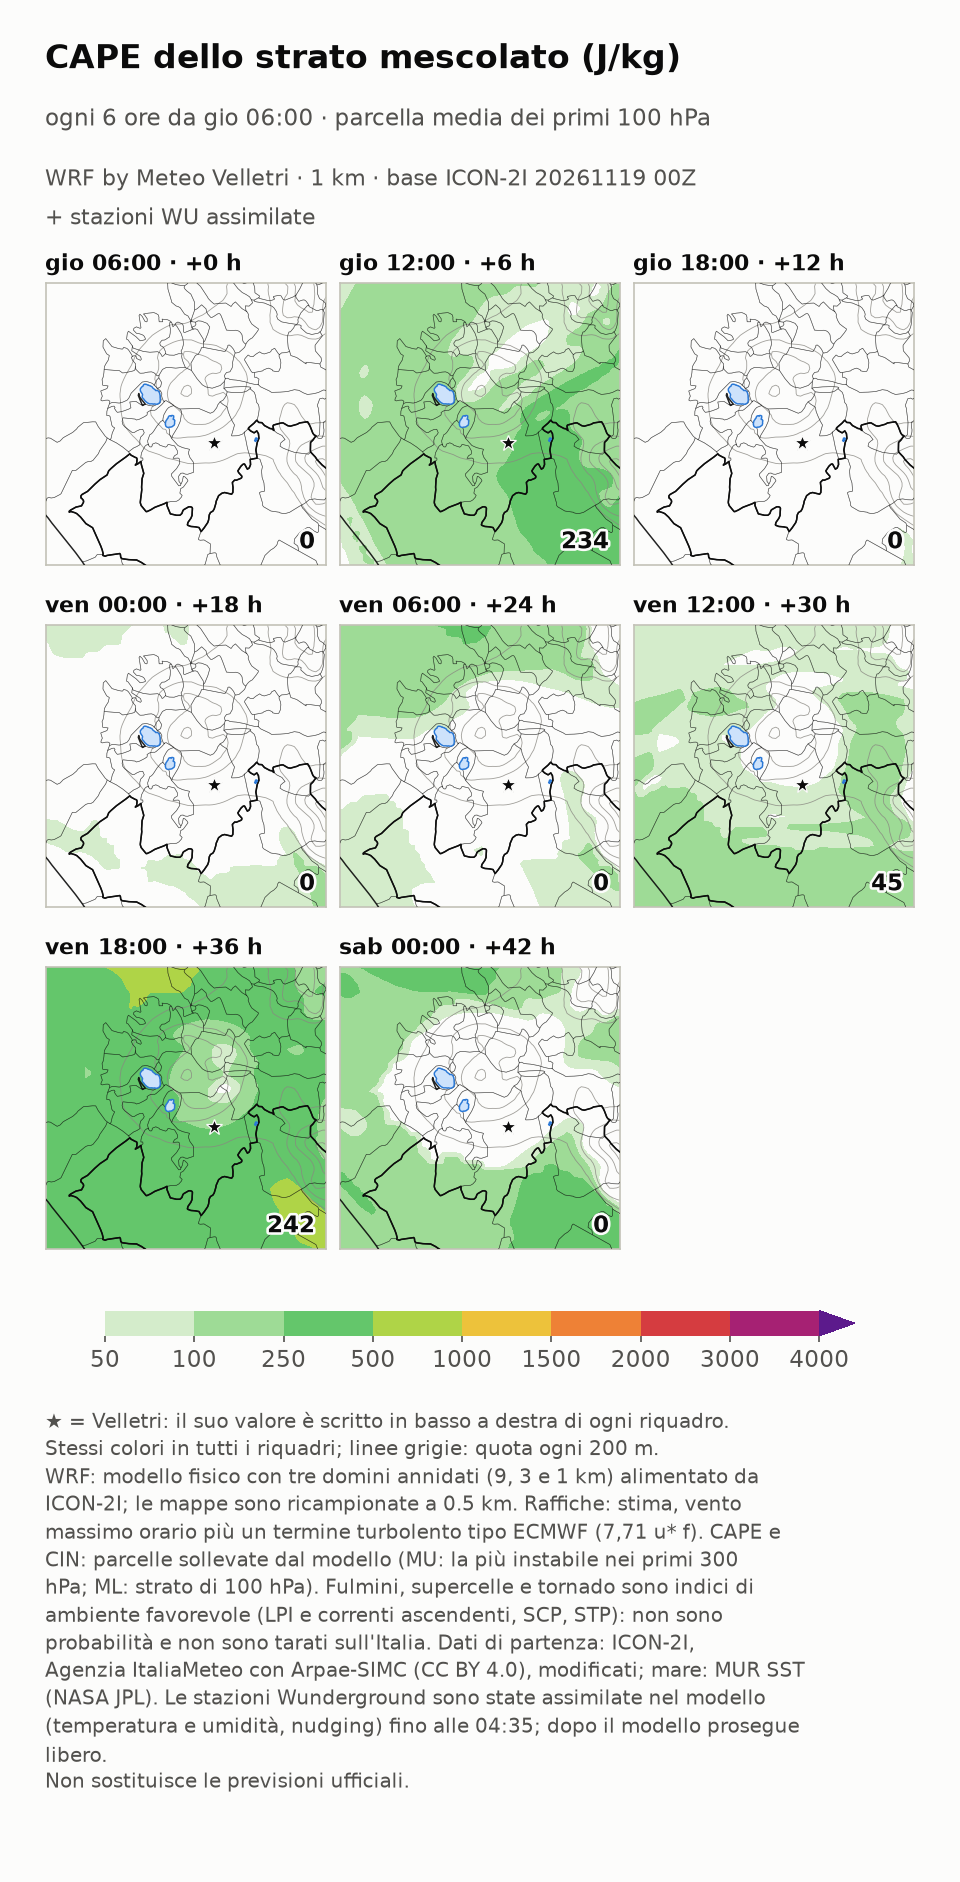 CAPE dello strato mescolato (J/kg)
ogni 6 ore da gio 06:00 · parcella media dei primi 100 hPa
WRF by Meteo Velletri · 1 km · base ICON-2I 20261119 00Z
+ stazioni WU assimilate
gio 06:00 · +0 h
gio 12:00 · +6 h
gio 18:00 · +12 h
0
234
0
ven 00:00 · +18 h
ven 06:00 · +24 h
ven 12:00 · +30 h
0
0
45
ven 18:00 · +36 h
sab 00:00 · +42 h
242
0
50 100 250 500 1000 1500 2000 3000 4000
★ = Velletri: il suo valore è scritto in basso a destra di ogni riquadro.
Stessi colori in tutti i riquadri; linee grigie: quota ogni 200 m.
WRF: modello fisico con tre domini annidati (9, 3 e 1 km) alimentato da
ICON-2I; le mappe sono ricampionate a 0.5 km. Raffiche: stima, vento
massimo orario più un termine turbolento tipo ECMWF (7,71 u* f). CAPE e
CIN: parcelle sollevate dal modello (MU: la più instabile nei primi 300
hPa; ML: strato di 100 hPa). Fulmini, supercelle e tornado sono indici di
ambiente favorevole (LPI e correnti ascendenti, SCP, STP): non sono
probabilità e non sono tarati sull'Italia. Dati di partenza: ICON-2I,
Agenzia ItaliaMeteo con Arpae-SIMC (CC BY 4.0), modificati; mare: MUR SST
(NASA JPL). Le stazioni Wunderground sono state assimilate nel modello
(temperatura e umidità, nudging) fino alle 04:35; dopo il modello prosegue
libero.
Non sostituisce le previsioni ufficiali.